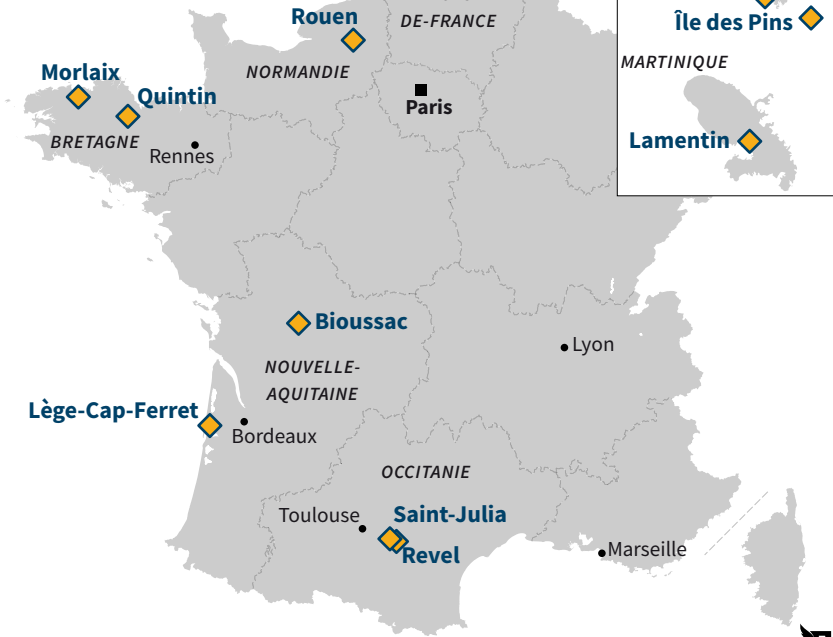 Rouen
DE-FRANCE
Île des Pins
NORMANDIE
MARTINIQUE
Morlaix
Quintin
Paris
BRETAGNE
Rennes
Lamentin
Bioussac
Lyon
NOUVELLE-
AQUITAINE
Lège-Cap-Ferret
Bordeaux
OCCITANIE
Toulouse
Saint-Julia
Revel
Marseille